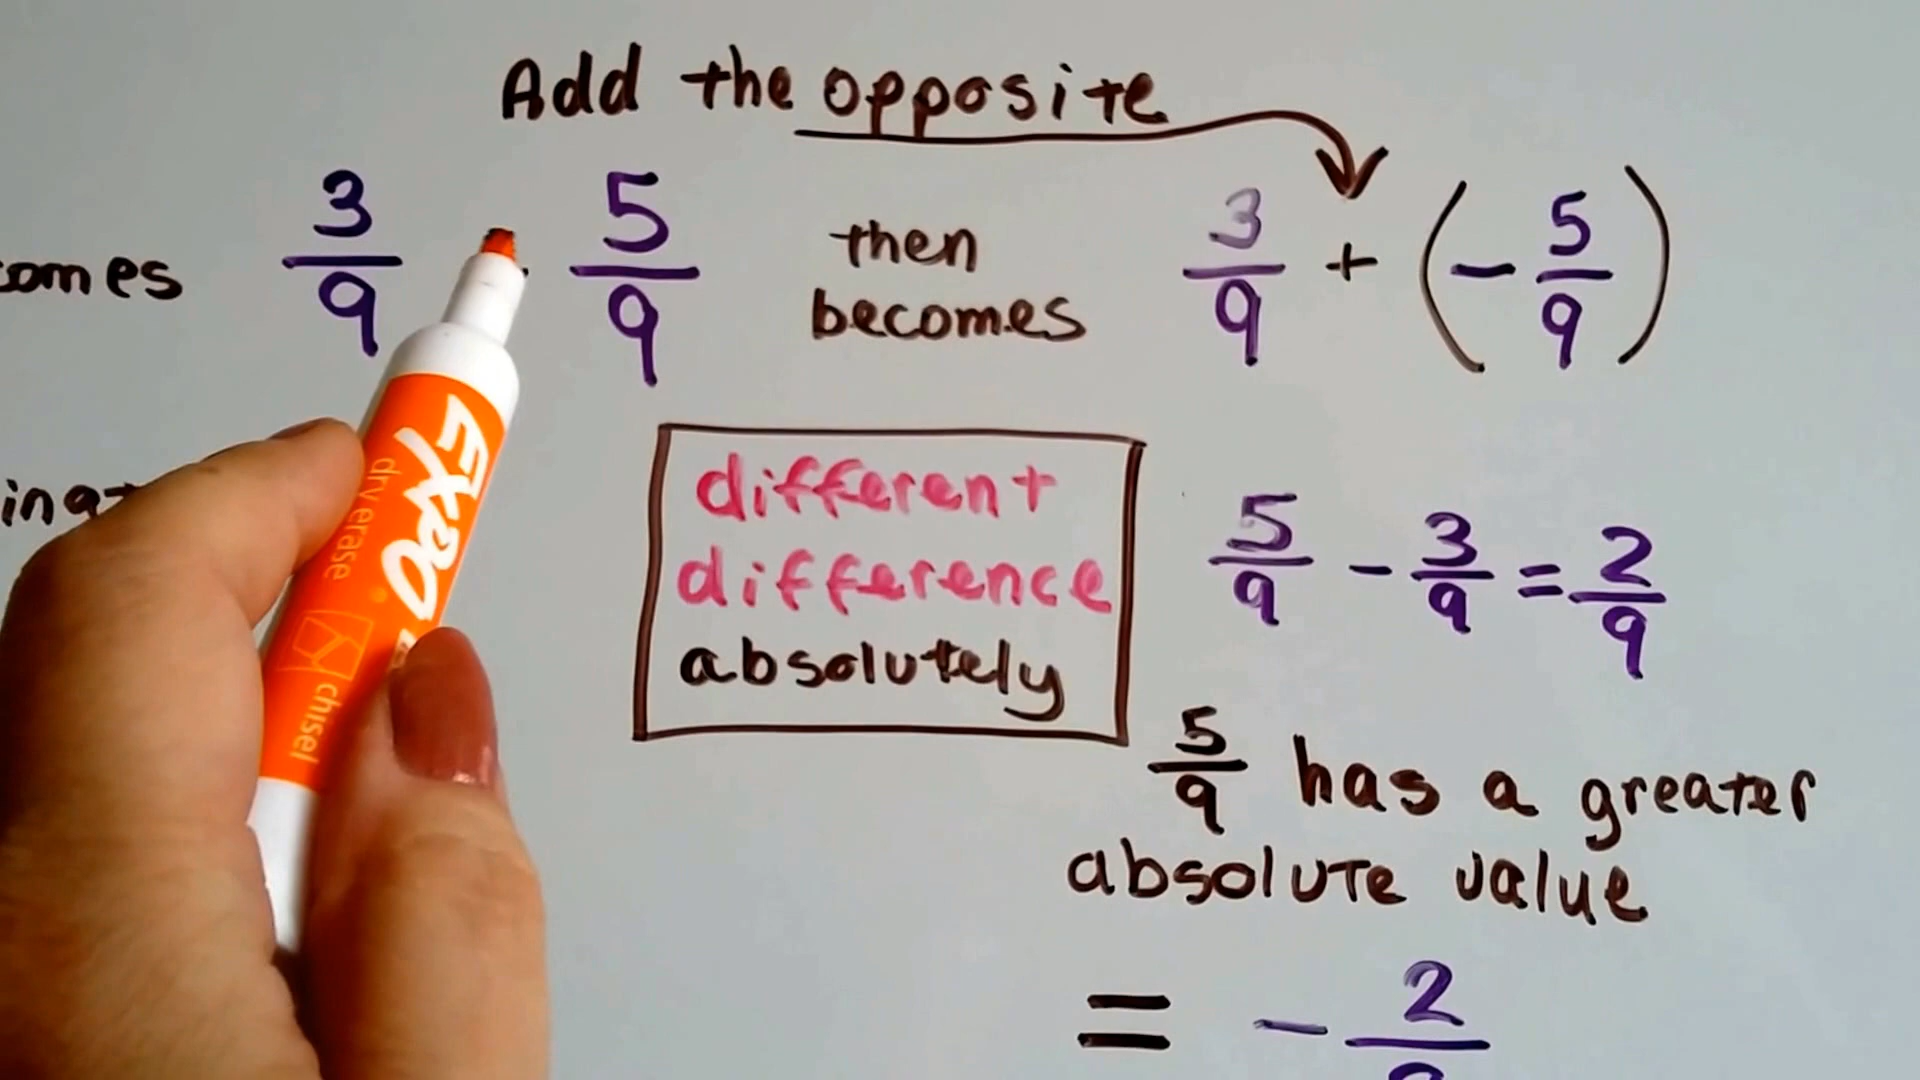 Add the opposite
comes 3/9 - 5/9 then becomes 3/9 + (-5/9)
EXPO
dry erase
chisel
different
difference
absolutely
5/9 - 3/9 = 2/9
5/9 has a greater
absolute value
= - 2/